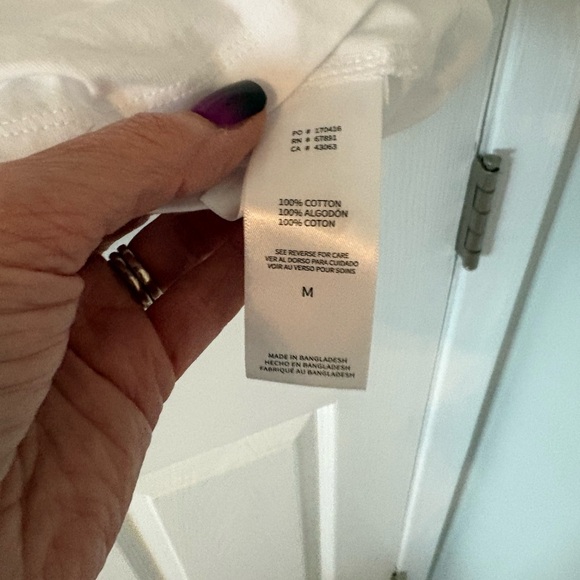 PO # 170416
RN # 67891
CA # 43063
100% COTTON
100% ALGODÓN
100% COTON
SEE REVERSE FOR CARE
VER AL DORSO PARA CUIDADO
VOIR AU VERSO POUR SOINS
M
MADE IN BANGLADESH
HECHO EN BANGLADESH
FABRIQUÉ AU BANGLADESH